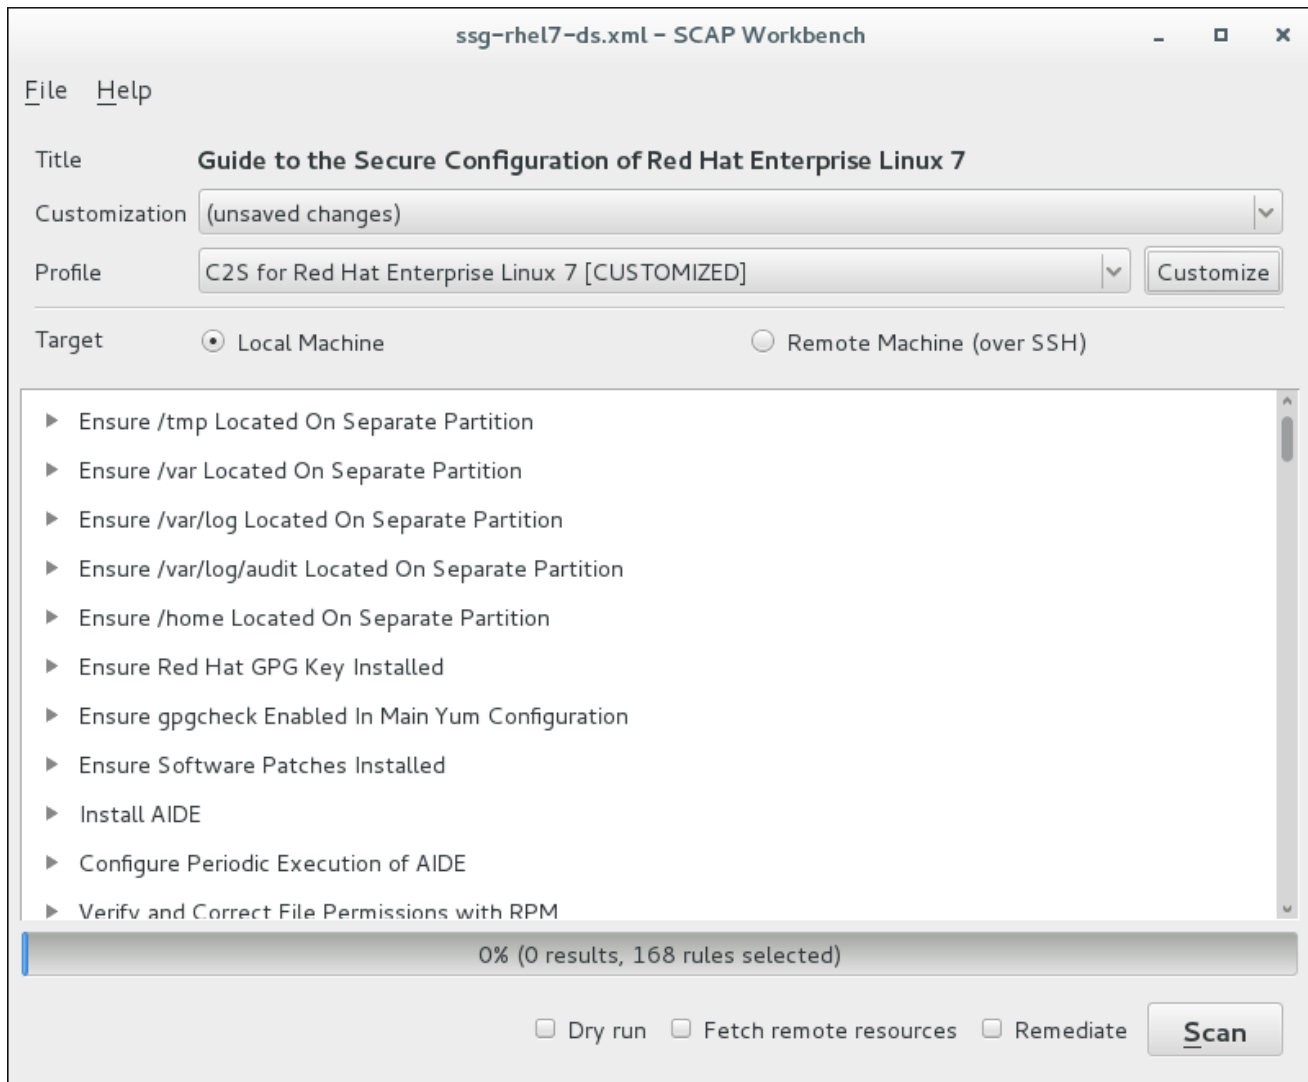 ssg-rhel7-ds.xml – SCAP Workbench
File Help
Title Guide to the Secure Configuration of Red Hat Enterprise Linux 7
Customization (unsaved changes)
Profile C2S for Red Hat Enterprise Linux 7 [CUSTOMIZED] Customize
Target Local Machine Remote Machine (over SSH)
Ensure /tmp Located On Separate Partition
Ensure /var Located On Separate Partition
Ensure /var/log Located On Separate Partition
Ensure /var/log/audit Located On Separate Partition
Ensure /home Located On Separate Partition
Ensure Red Hat GPG Key Installed
Ensure gpgcheck Enabled In Main Yum Configuration
Ensure Software Patches Installed
Install AIDE
Configure Periodic Execution of AIDE
Verify and Correct File Permissions with RPM
0% (0 results, 168 rules selected)
Dry run Fetch remote resources Remediate Scan